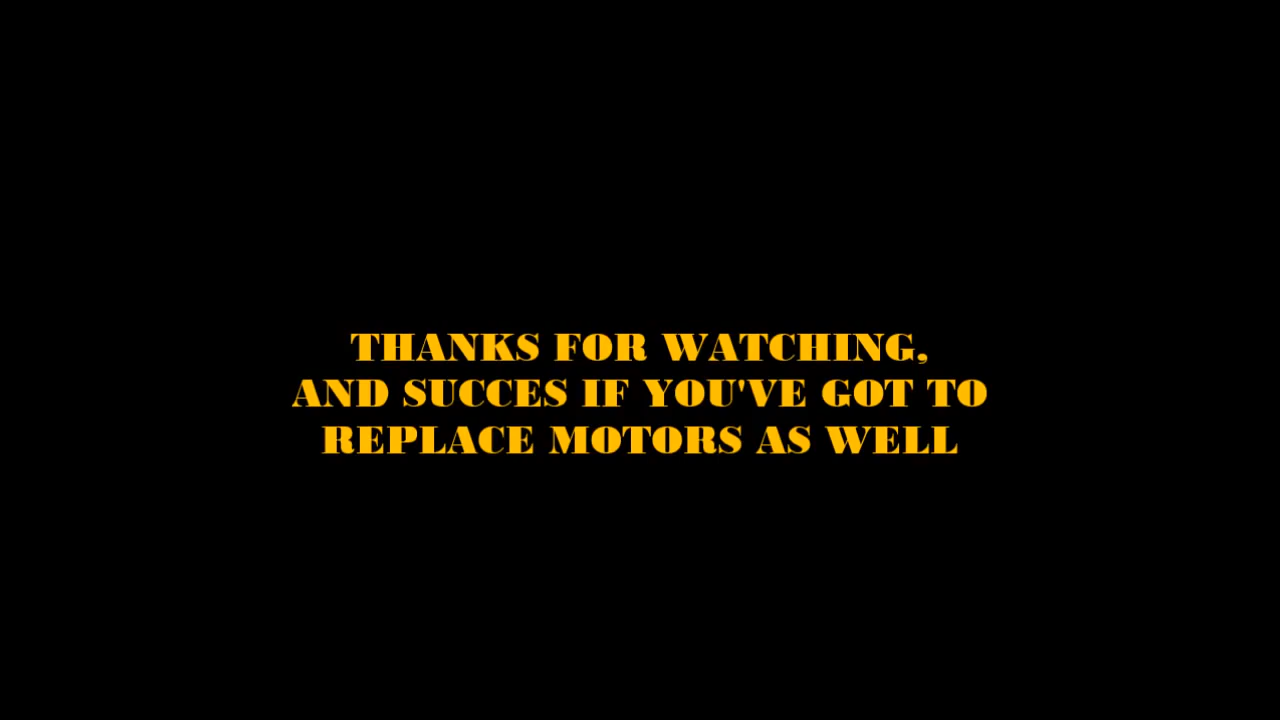 THANKS FOR WATCHING,
AND SUCCES IF YOU'VE GOT TO
REPLACE MOTORS AS WELL